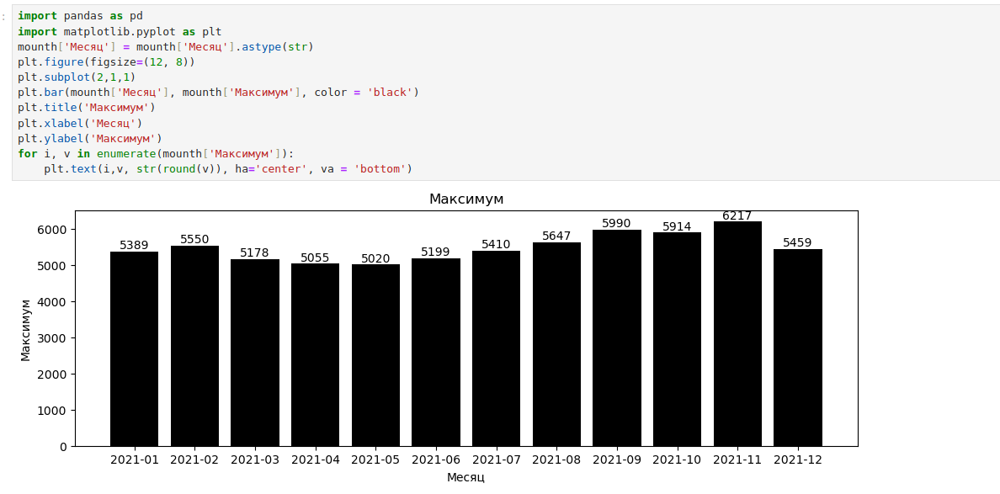 :
import pandas as pd
import matplotlib.pyplot as plt
mounth['Месяц'] = mounth['Месяц'].astype(str)
plt.figure(figsize=(12, 8))
plt.subplot(2,1,1)
plt.bar(mounth['Месяц'], mounth['Максимум'], color = 'black')
plt.title('Максимум')
plt.xlabel('Месяц')
plt.ylabel('Максимум')
for i, v in enumerate(mounth['Максимум']):
    plt.text(i,v, str(round(v)), ha='center', va = 'bottom')
Максимум
5389 5550 5178 5055 5020 5199 5410 5647 5990 5914 6217 5459
6000
5000
4000
3000
2000
1000
0
Максимум
2021-01 2021-02 2021-03 2021-04 2021-05 2021-06 2021-07 2021-08 2021-09 2021-10 2021-11 2021-12
Месяц